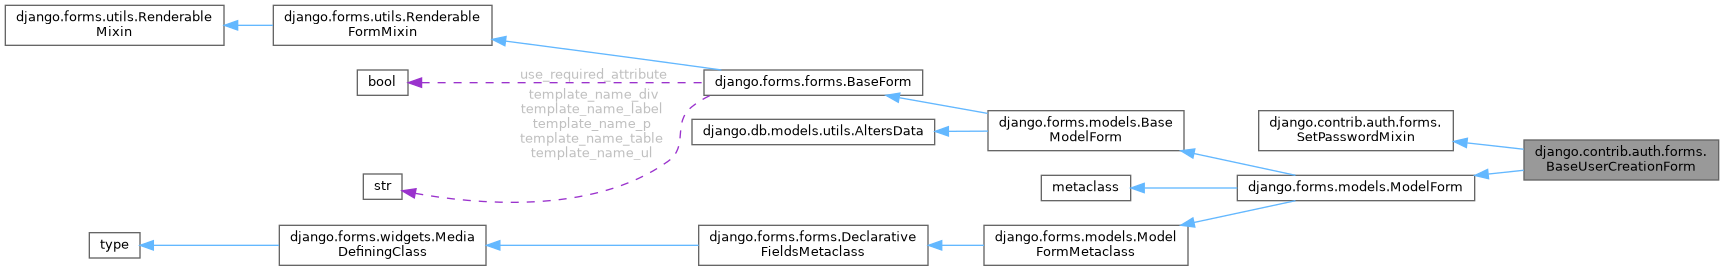 django.forms.utils.Renderable
Mixin
django.forms.utils.Renderable
FormMixin
bool
use_required_attribute
django.forms.forms.BaseForm
template_name_div
template_name_label
template_name_p
template_name_table
template_name_ul
django.db.models.utils.AltersData
django.forms.models.Base
ModelForm
django.contrib.auth.forms.
SetPasswordMixin
django.contrib.auth.forms.
BaseUserCreationForm
str
metaclass
django.forms.models.ModelForm
type
django.forms.widgets.Media
DefiningClass
django.forms.forms.Declarative
FieldsMetaclass
django.forms.models.Model
FormMetaclass